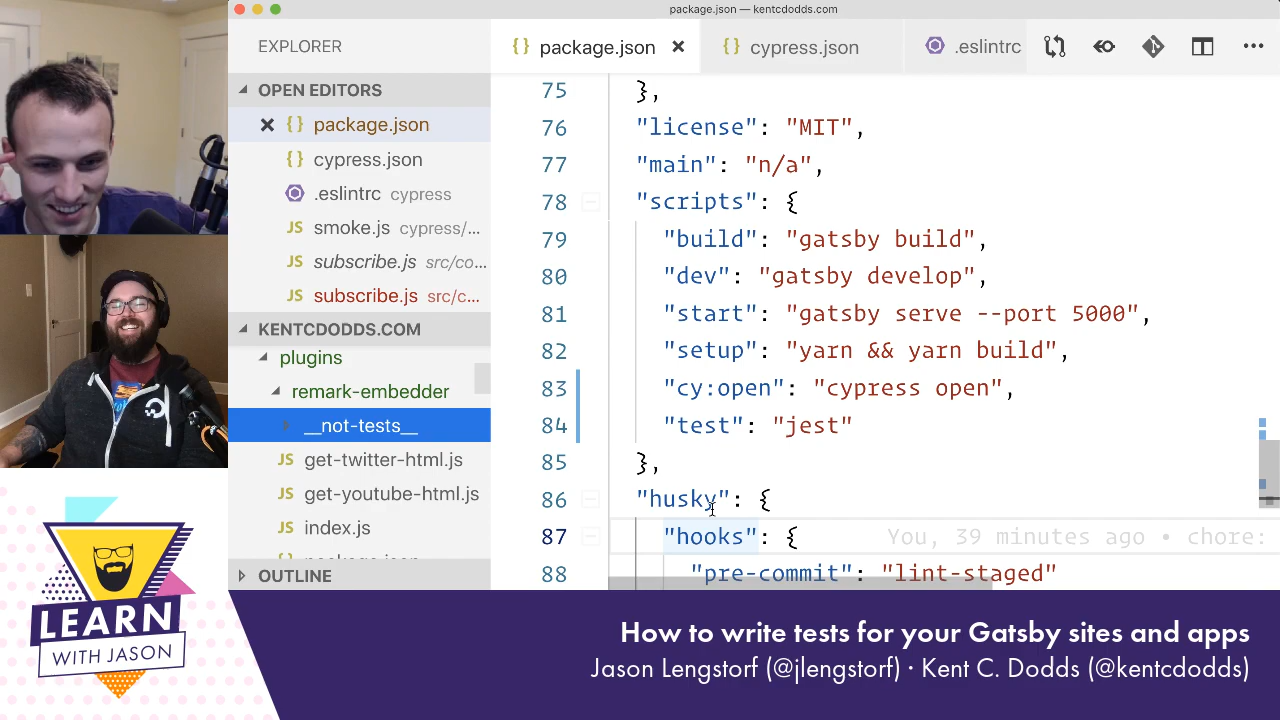 package.json — kentcdodds.com
EXPLORER
OPEN EDITORS
package.json
cypress.json
.eslintrc cypress
smoke.js cypress/...
subscribe.js src/co...
subscribe.js src/c...
KENTCDODDS.COM
plugins
remark-embedder
__not-tests__
JS get-twitter-html.js
JS get-youtube-html.js
JS index.js
package.json
OUTLINE
package.json
cypress.json
.eslintrc
75 },
76 "license": "MIT",
77 "main": "n/a",
78 "scripts": {
79 "build": "gatsby build",
80 "dev": "gatsby develop",
81 "start": "gatsby serve --port 5000",
82 "setup": "yarn && yarn build",
83 "cy:open": "cypress open",
84 "test": "jest"
85 },
86 "husky": {
87 "hooks": { You, 39 minutes ago • chore:
88 "pre-commit": "lint-staged"
LEARN
WITH JASON
How to write tests for your Gatsby sites and apps
Jason Lengstorf (@jlengstorf) · Kent C. Dodds (@kentcdodds)